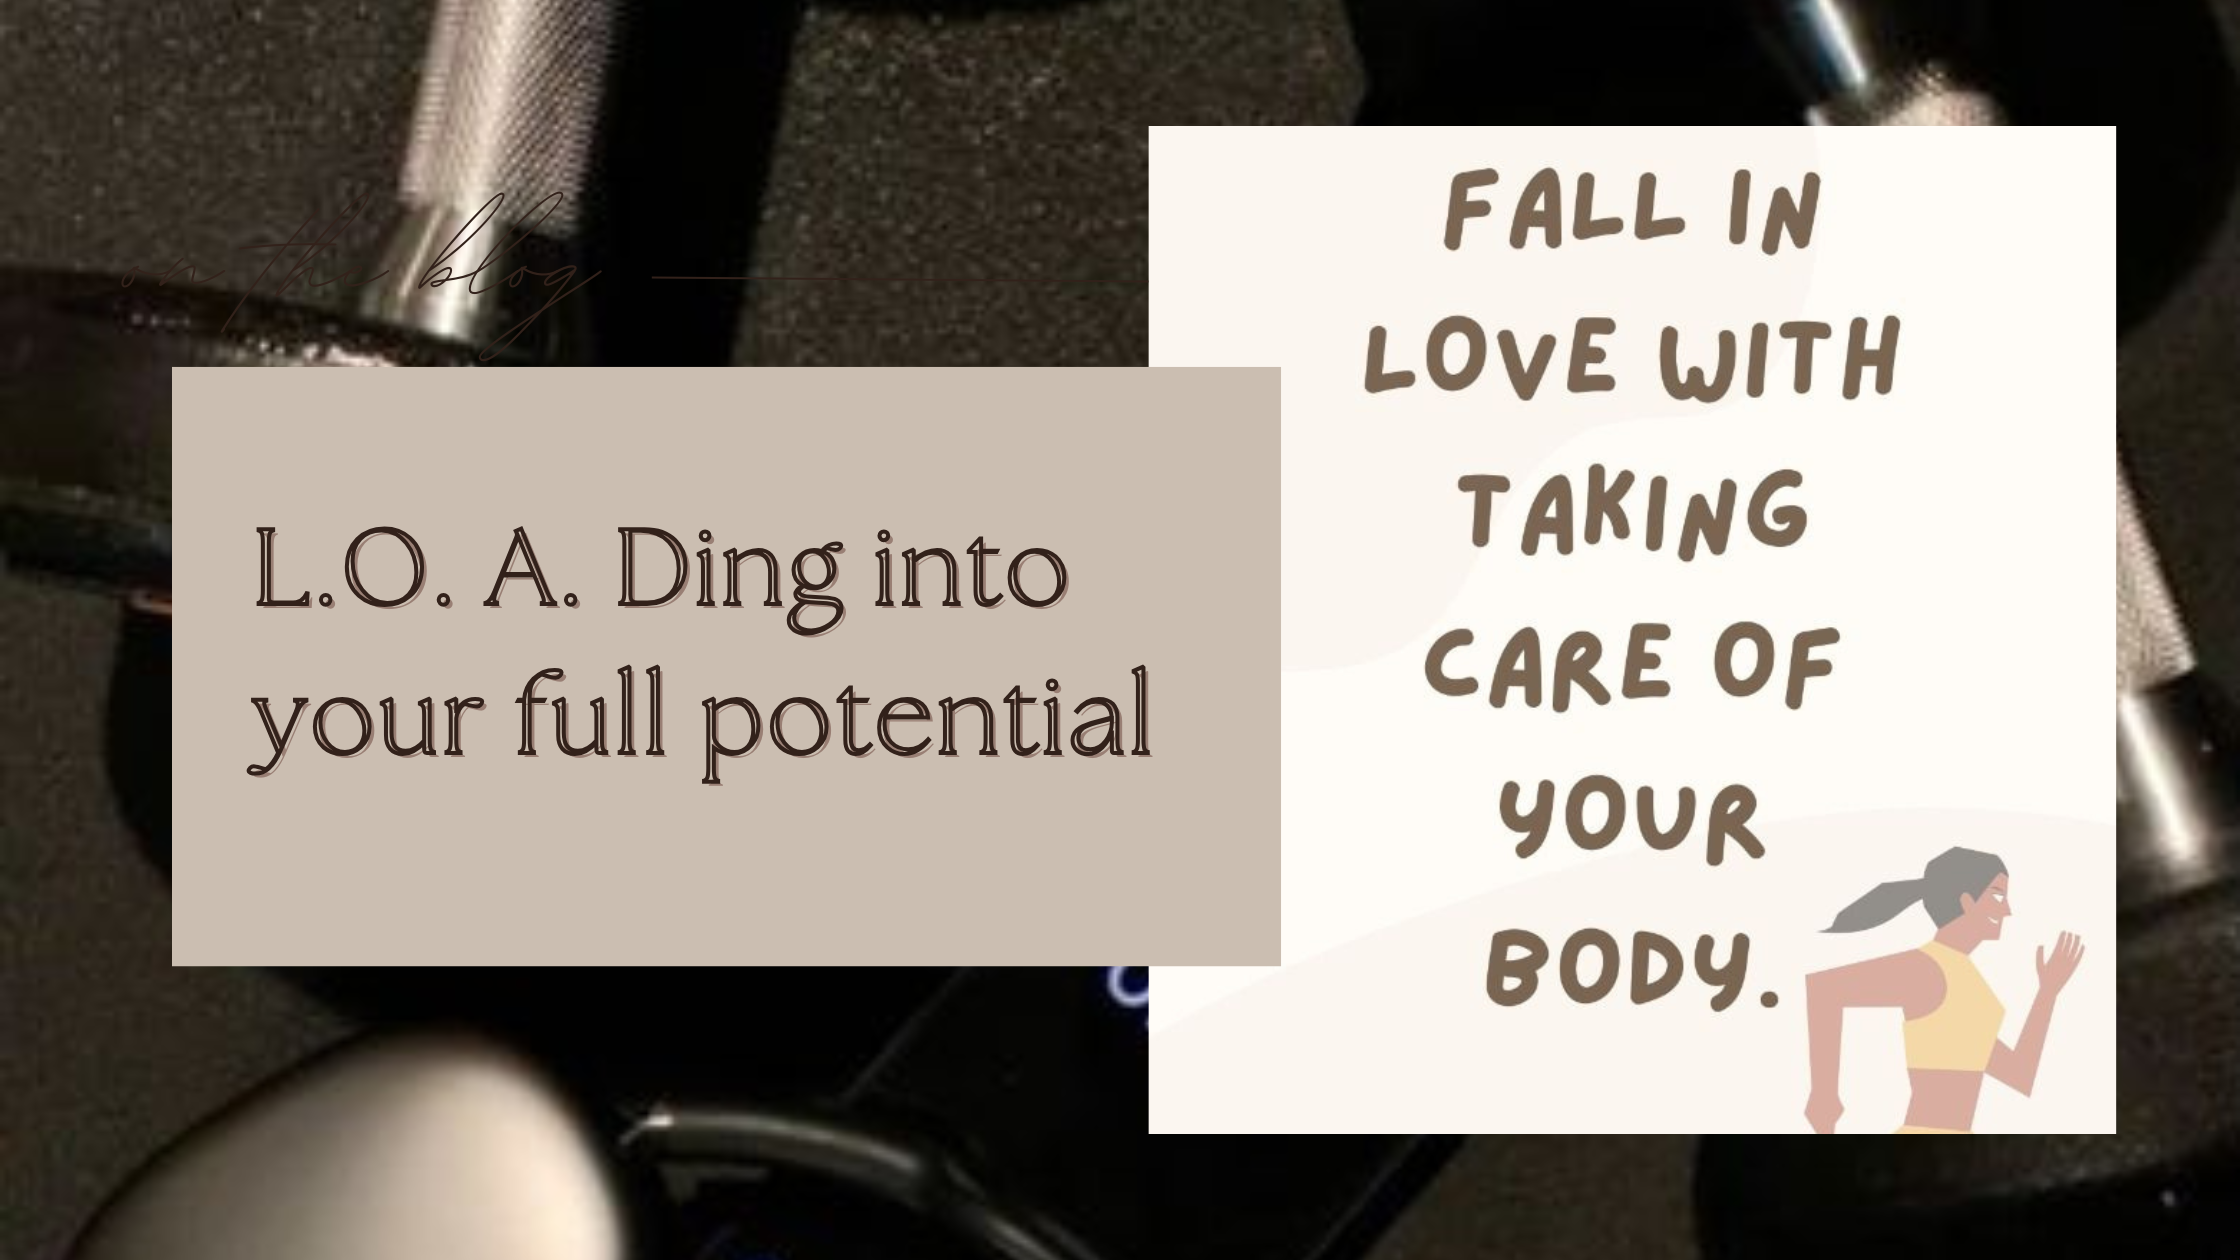 on the blog
L.O. A. Ding into
your full potential
FALL IN
LOVE WITH
TAKING
CARE OF
YOUR
BODY.